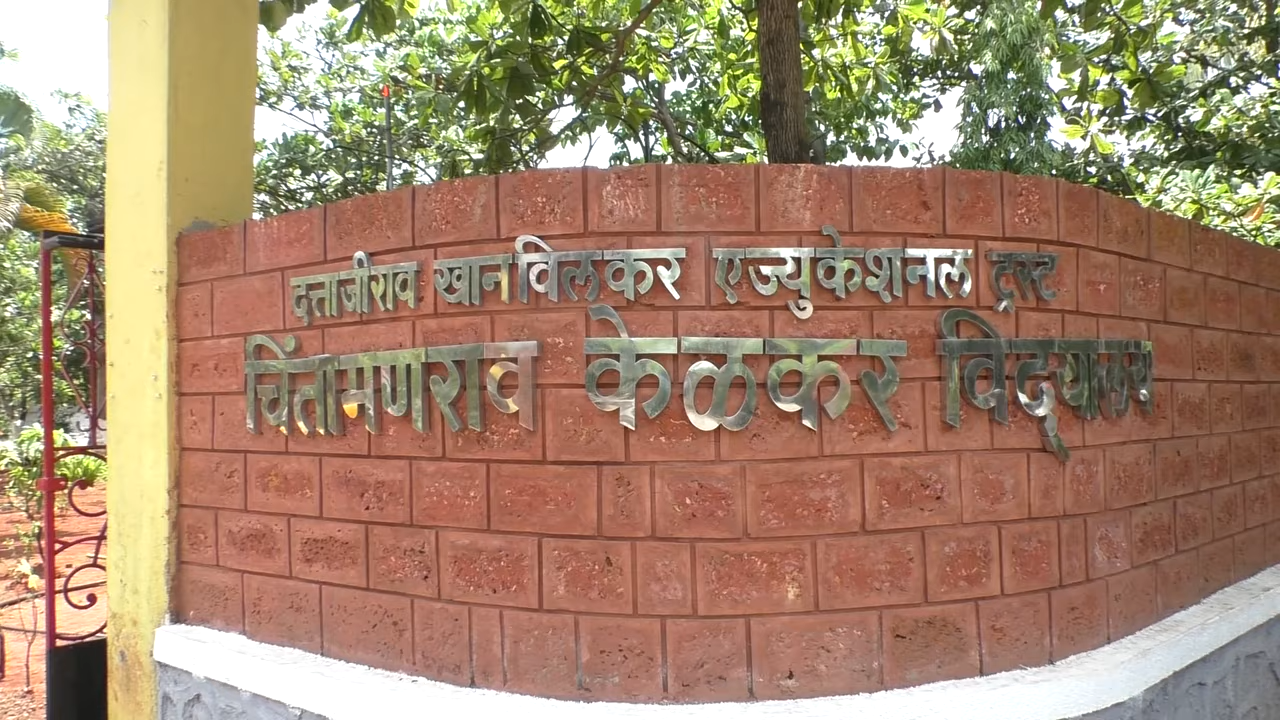 दत्ताजीराव खानविलकर एज्युकेशनल ट्रस्ट
चिंतामणराव केळकर विद्यालय